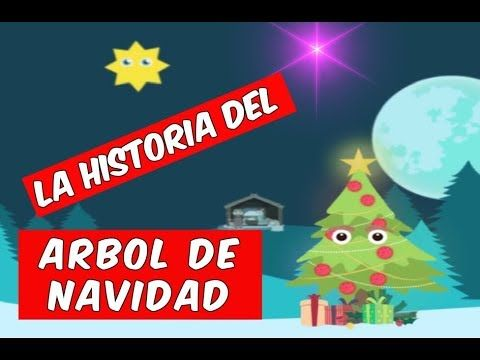 LA HISTORIA DEL
ARBOL DE
NAVIDAD